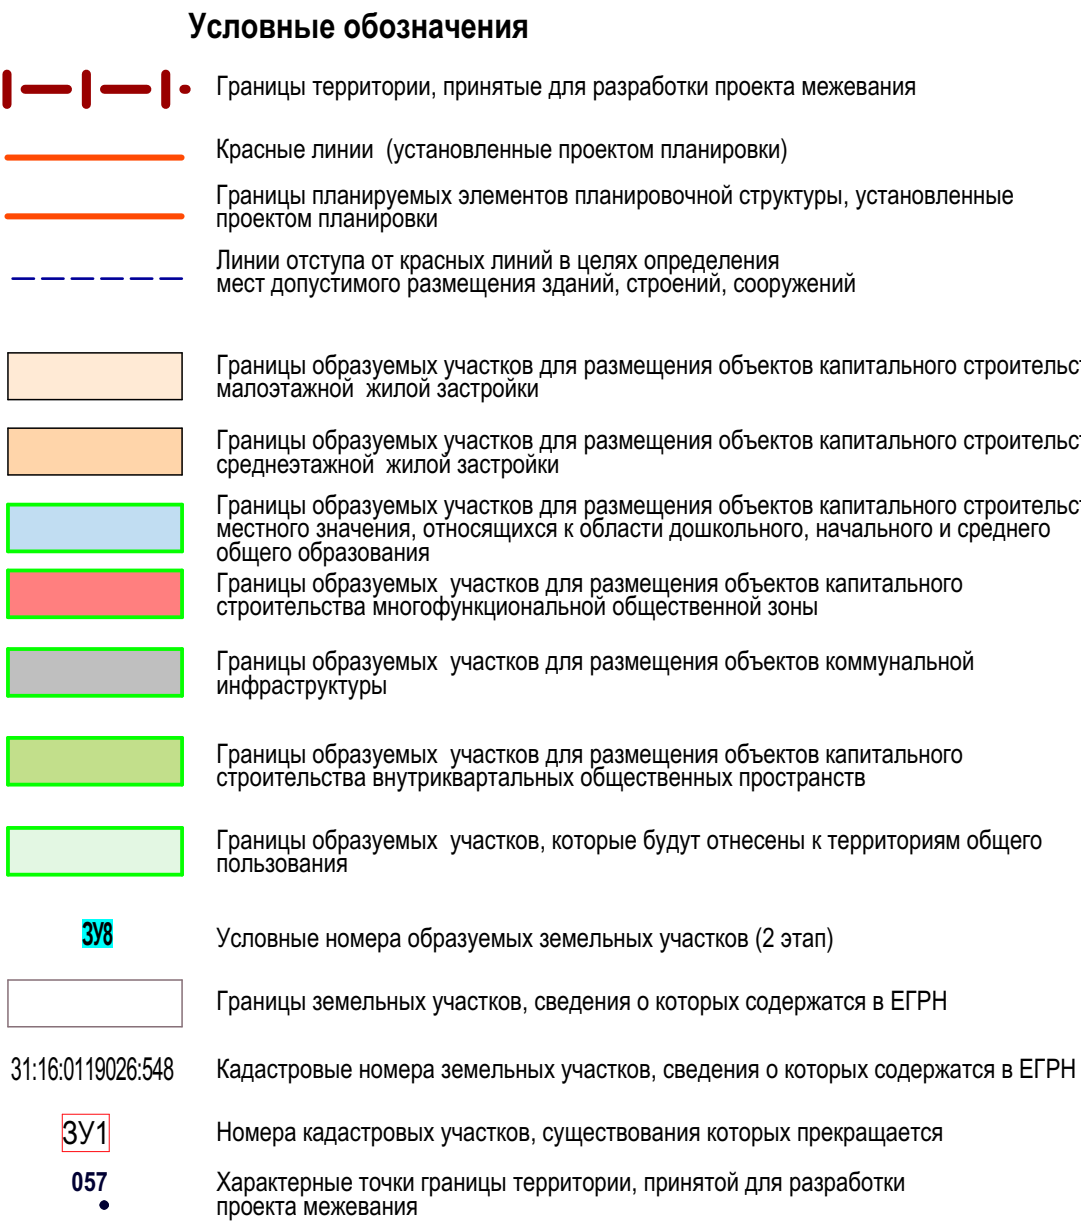 Условные обозначения
Границы территории, принятые для разработки проекта межевания
Красные линии (установленные проектом планировки)
Границы планируемых элементов планировочной структуры, установленные
проектом планировки
Линии отступа от красных линий в целях определения
мест допустимого размещения зданий, строений, сооружений
Границы образуемых участков для размещения объектов капитального
малоэтажной жилой застройки
Границы образуемых участков для размещения объектов капитального
среднеэтажной жилой застройки
Границы образуемых участков для размещения объектов капитального
местного значения, относящихся к области дошкольного, начального и среднего
общего образования
Границы образуемых участков для размещения объектов капитального
строительства многофункциональной общественной зоны
Границы образуемых участков для размещения объектов коммунальной
инфраструктуры
Границы образуемых участков для размещения объектов капитального
строительства внутриквартальных общественных пространств
Границы образуемых участков, которые будут отнесены к территориям общего
пользования
ЗУ8
Условные номера образуемых земельных участков (2 этап)
Границы земельных участков, сведения о которых содержатся в ЕГРН
31:16:0119026:548
Кадастровые номера земельных участков, сведения о которых содержатся в ЕГРН
ЗУ1
Номера кадастровых участков, существования которых прекращается
057
Характерные точки границы территории, принятой для разработки
проекта межевания